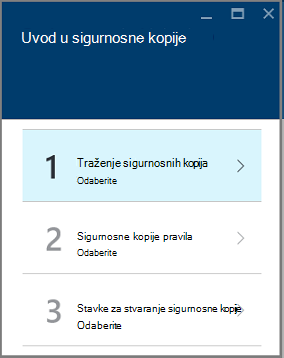 Uvod u sigurnosne kopije
1
Traženje sigurnosnih kopija
Odaberite
2
Sigurnosne kopije pravila
Odaberite
3
Stavke za stvaranje sigurnosne kopije
Odaberite